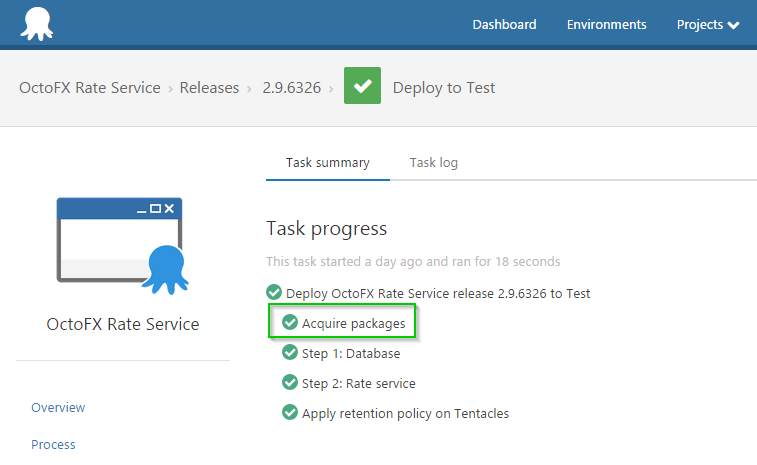 Dashboard Environments Projects
OctoFX Rate Service › Releases › 2.9.6326 › Deploy to Test
Task summary Task log
Task progress
This task started a day ago and ran for 18 seconds
Deploy OctoFX Rate Service release 2.9.6326 to Test
Acquire packages
Step 1: Database
Step 2: Rate service
Apply retention policy on Tentacles
OctoFX Rate Service
Overview
Process